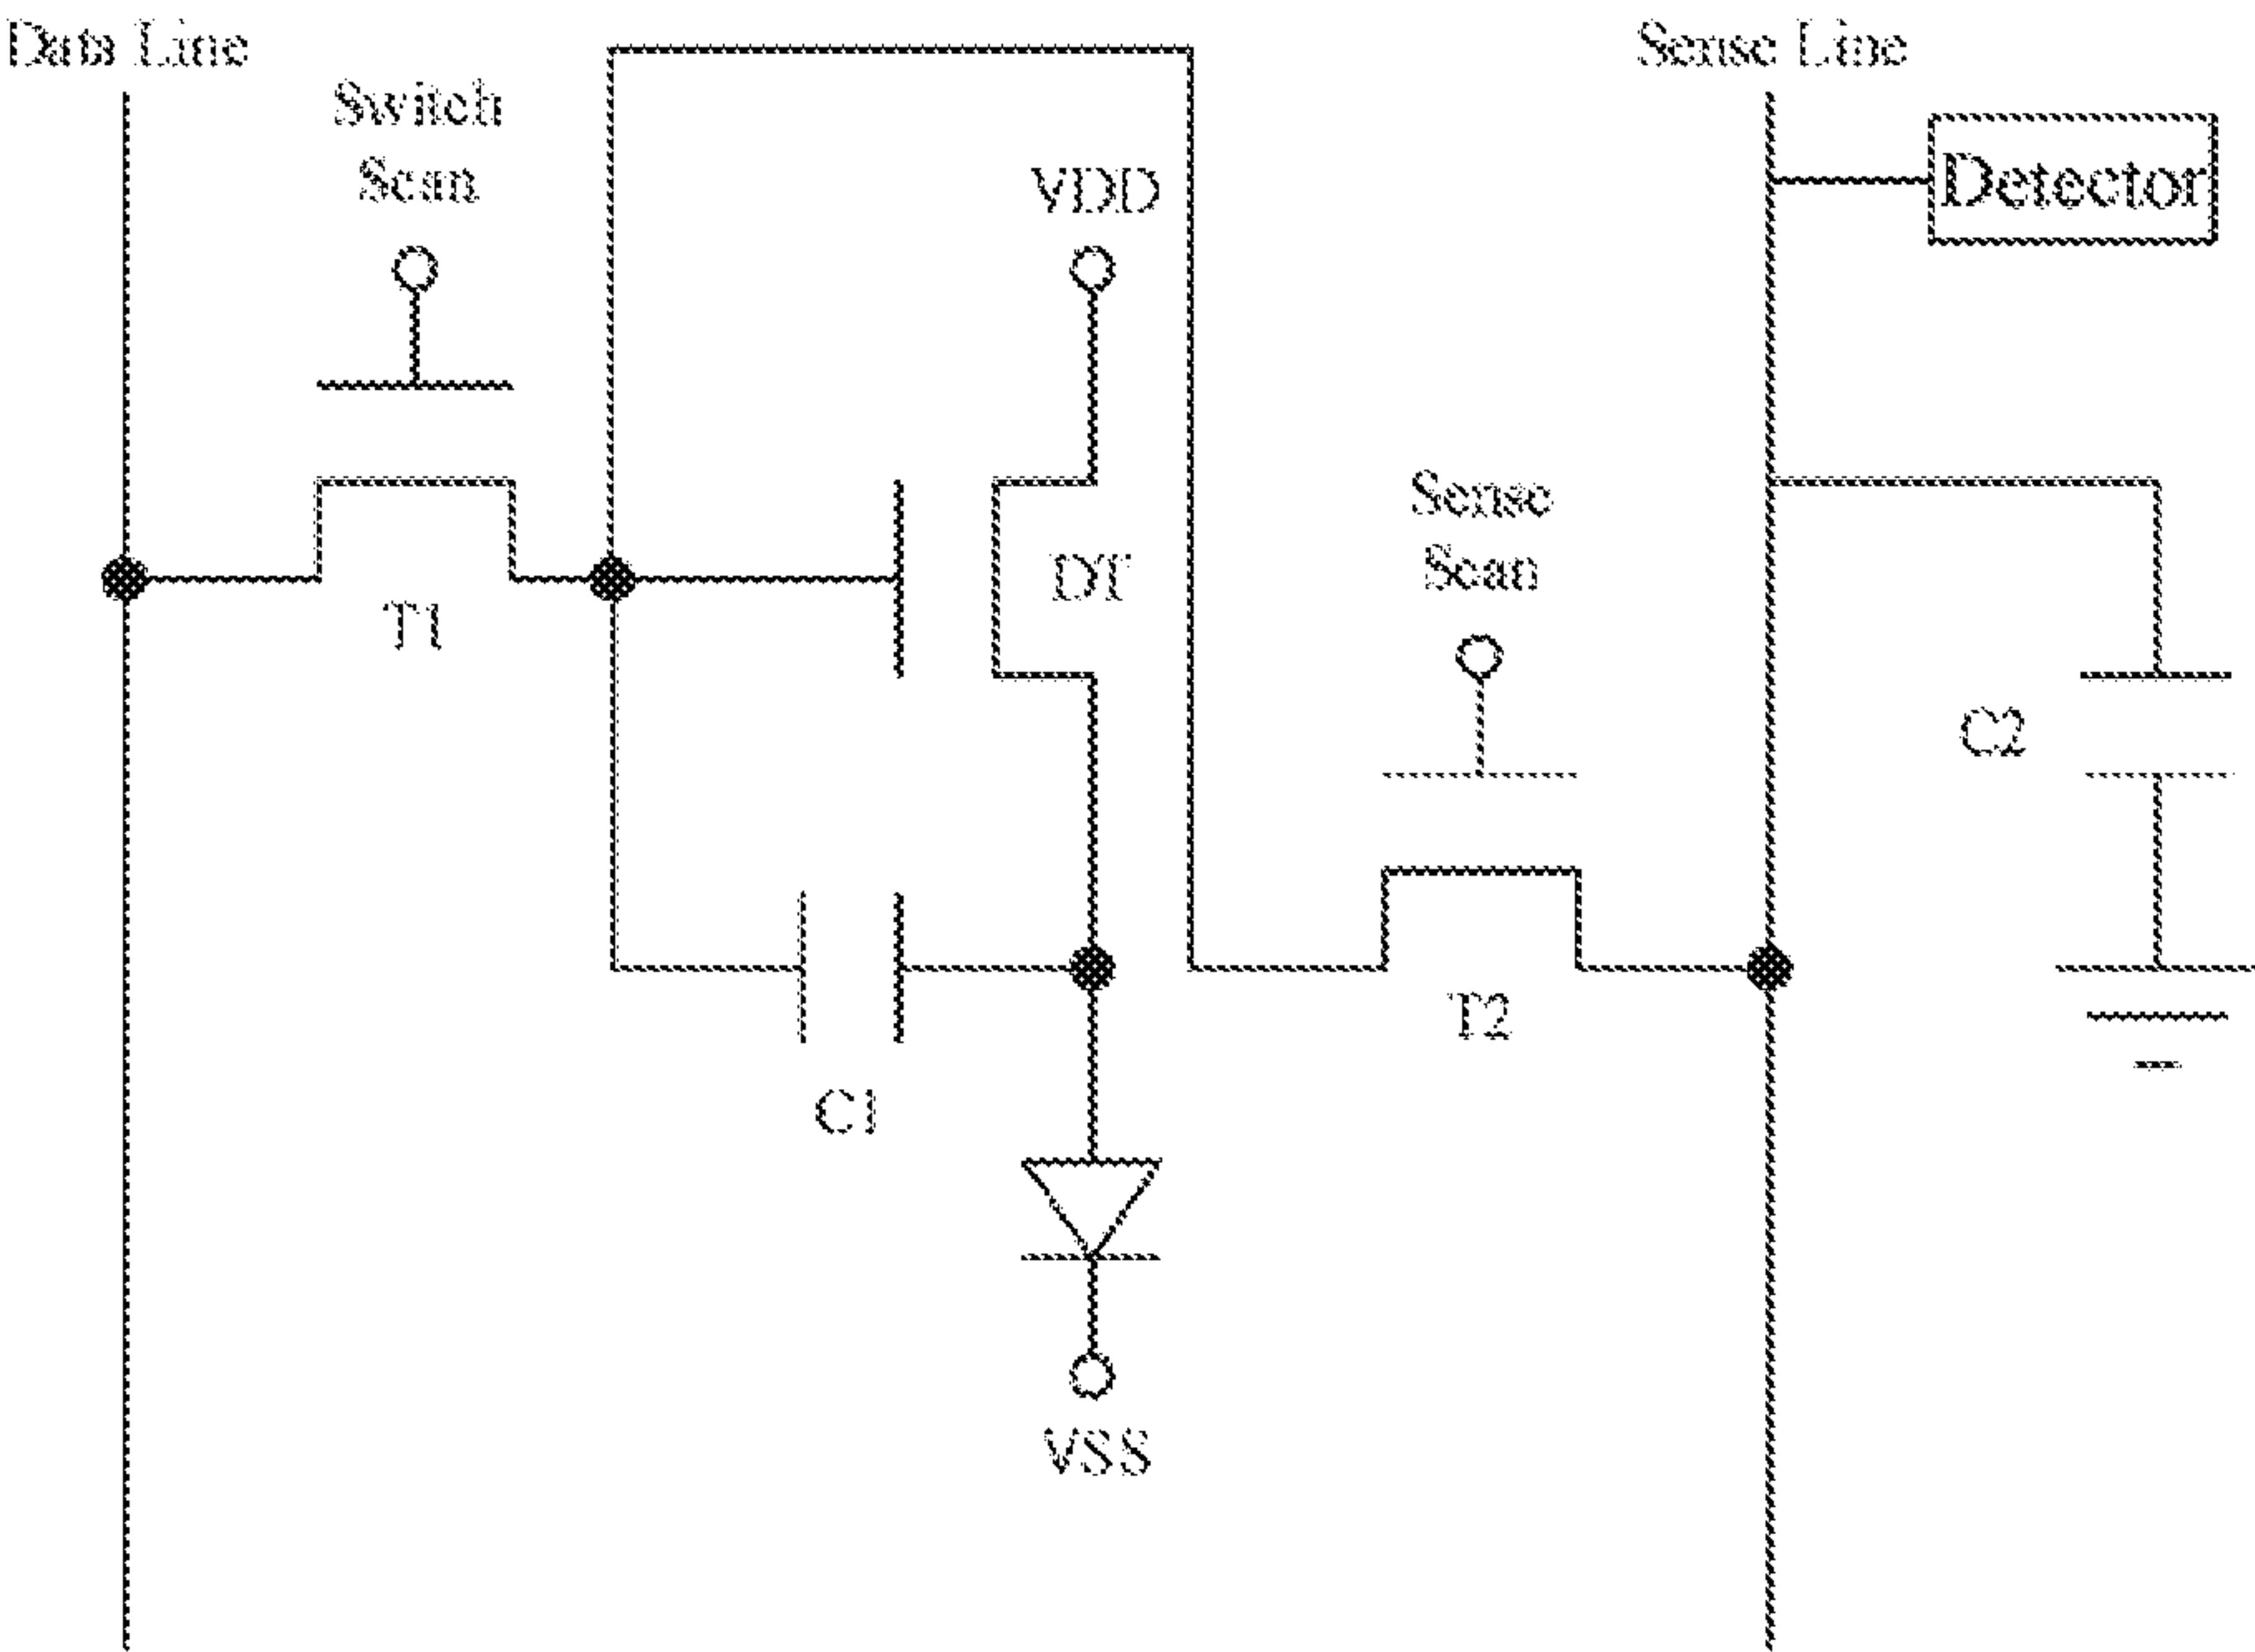 Data Line
Sense Line
Switch
Scan
VDD
Detector
Sense
Scan
DT
T1
C2
T2
C1
VSS